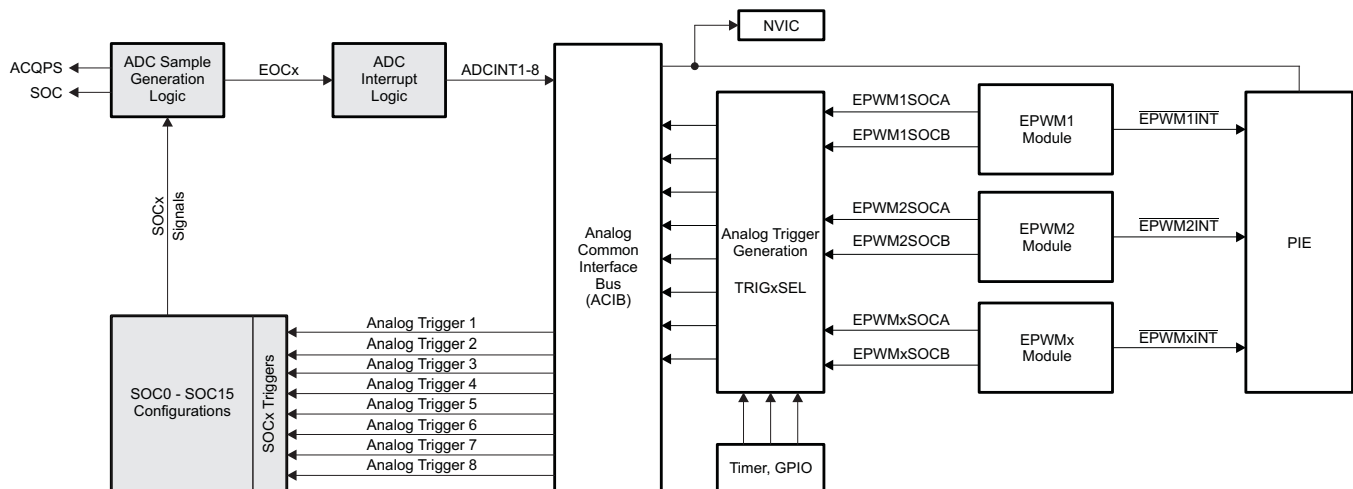 NVIC
ACQPS
SOC
ADC Sample
Generation
Logic
EOCx
ADC
Interrupt
Logic
ADCINT1-8
SOCx
Signals
SOC0 - SOC15
Configurations
SOCx Triggers
Analog Trigger 1
Analog Trigger 2
Analog Trigger 3
Analog Trigger 4
Analog Trigger 5
Analog Trigger 6
Analog Trigger 7
Analog Trigger 8
Analog
Common
Interface
Bus
(ACIB)
Analog Trigger
Generation
TRIGxSEL
Timer, GPIO
EPWM1SOCA
EPWM1SOCB
EPWM2SOCA
EPWM2SOCB
EPWMxSOCA
EPWMxSOCB
EPWM1
Module
EPWM2
Module
EPWMx
Module
EPWM1INT
EPWM2INT
EPWMxINT
PIE